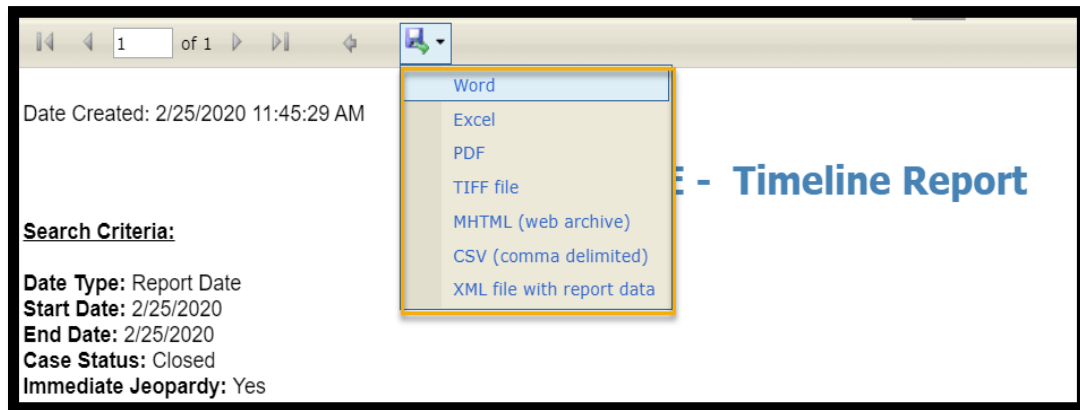 1 of 1
Word
Date Created: 2/25/2020 11:45:29 AM
Excel
PDF
TIFF file
- Timeline Report
MHTML (web archive)
Search Criteria:
CSV (comma delimited)
Date Type: Report Date
XML file with report data
Start Date: 2/25/2020
End Date: 2/25/2020
Case Status: Closed
Immediate Jeopardy: Yes